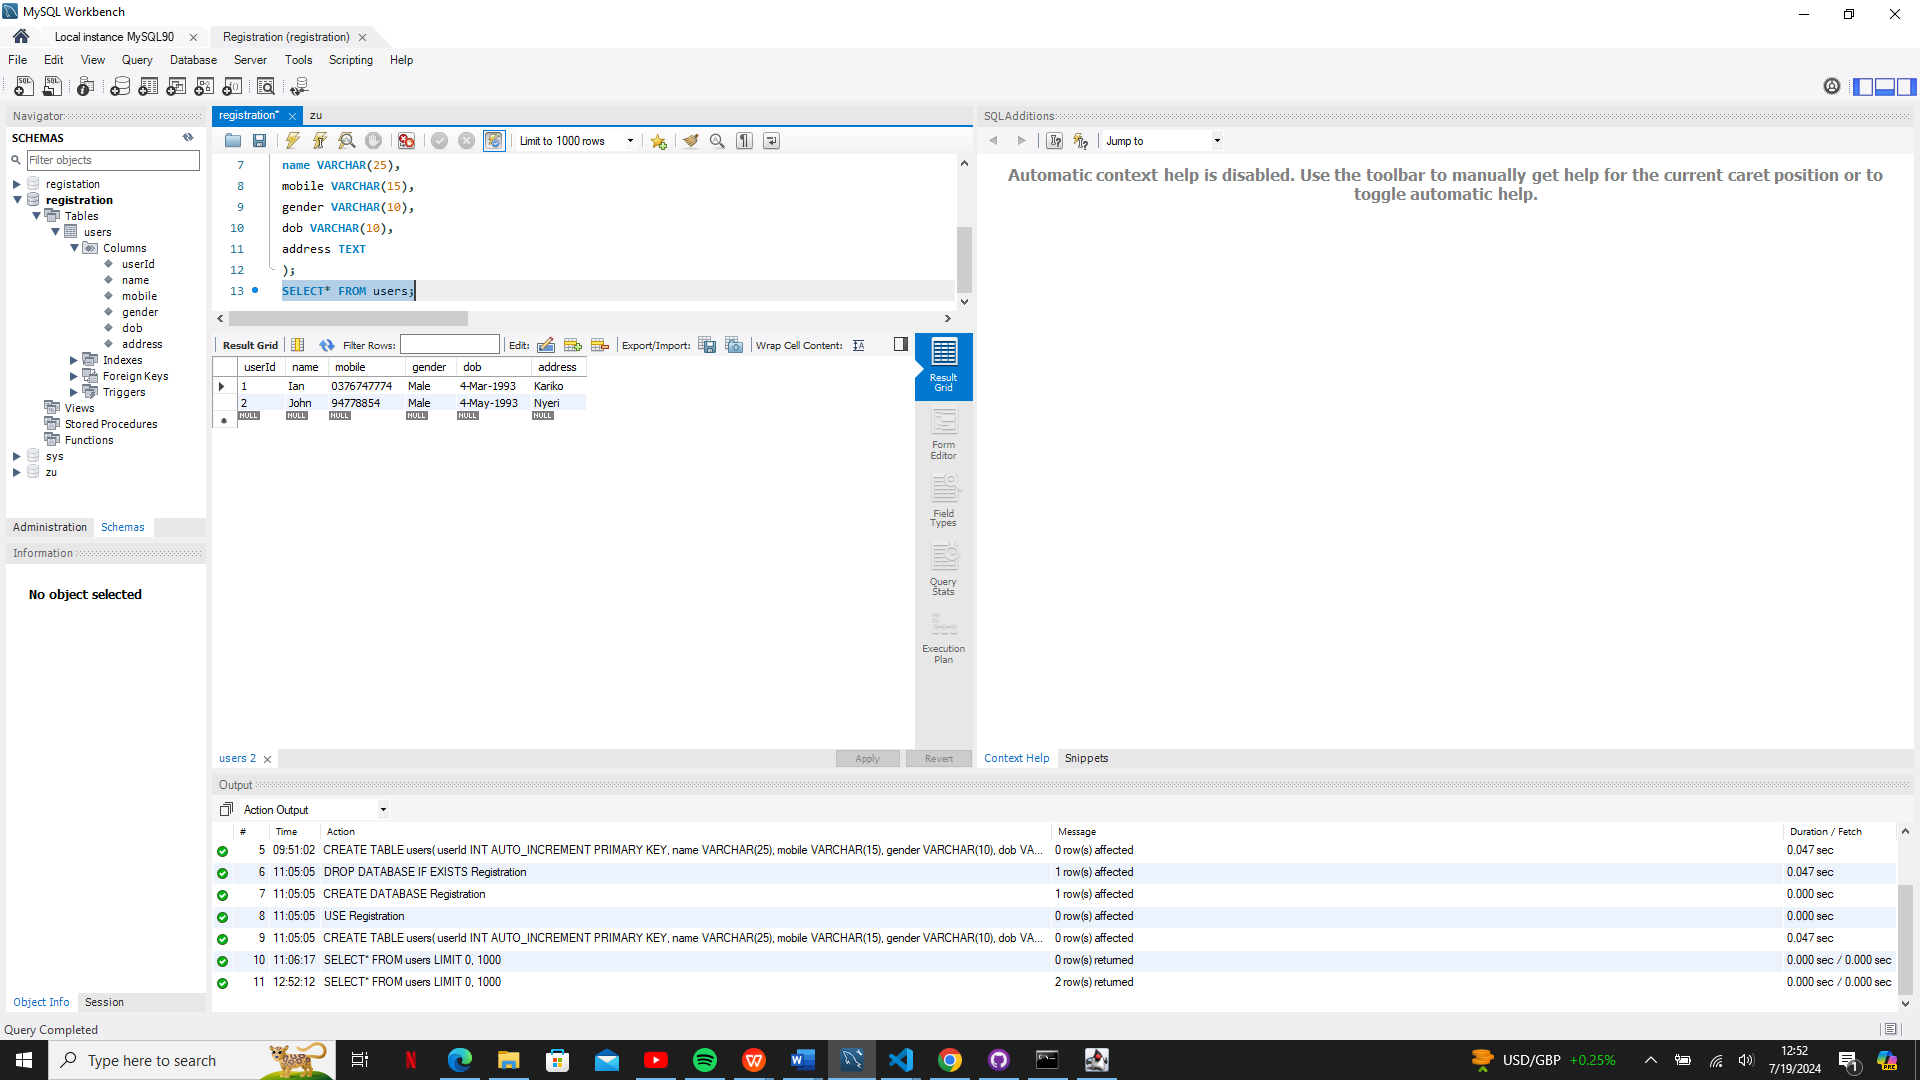 MySQL Workbench
Local instance MySQL90
Registration (registration)
File Edit View Query Database Server Tools Scripting Help
Navigator
SCHEMAS
Filter objects
registation
registration
Tables
users
Columns
userId
name
mobile
gender
dob
address
Indexes
Foreign Keys
Triggers
Views
Stored Procedures
Functions
sys
zu
Administration Schemas
Information
No object selected
Object Info Session
registration* zu
Limit to 1000 rows
7 name VARCHAR(25),
8 mobile VARCHAR(15),
9 gender VARCHAR(10),
10 dob VARCHAR(10),
11 address TEXT
12 );
13 SELECT* FROM users;
Result Grid Filter Rows: Edit: Export/Import: Wrap Cell Content:
userId name mobile gender dob address
1 Ian 0376747774 Male 4-Mar-1993 Kariko
2 John 94778854 Male 4-May-1993 Nyeri
NULL NULL NULL NULL NULL NULL
Result Grid
Form Editor
Field Types
Query Stats
Execution Plan
users 2
Apply Revert
SQLAdditions
Jump to
Automatic context help is disabled. Use the toolbar to manually get help for the current caret position or to
toggle automatic help.
Context Help Snippets
Output
Action Output
# Time Action Message Duration / Fetch
5 09:51:02 CREATE TABLE users( userId INT AUTO_INCREMENT PRIMARY KEY, name VARCHAR(25), mobile VARCHAR(15), gender VARCHAR(10), dob VA... 0 row(s) affected 0.047 sec
6 11:05:05 DROP DATABASE IF EXISTS Registration 1 row(s) affected 0.047 sec
7 11:05:05 CREATE DATABASE Registration 1 row(s) affected 0.000 sec
8 11:05:05 USE Registration 0 row(s) affected 0.000 sec
9 11:05:05 CREATE TABLE users( userId INT AUTO_INCREMENT PRIMARY KEY, name VARCHAR(25), mobile VARCHAR(15), gender VARCHAR(10), dob VA... 0 row(s) affected 0.047 sec
10 11:06:17 SELECT* FROM users LIMIT 0, 1000 0 row(s) returned 0.000 sec / 0.000 sec
11 12:52:12 SELECT* FROM users LIMIT 0, 1000 2 row(s) returned 0.000 sec / 0.000 sec
Query Completed
Type here to search
USD/GBP +0.25%
12:52
7/19/2024
1